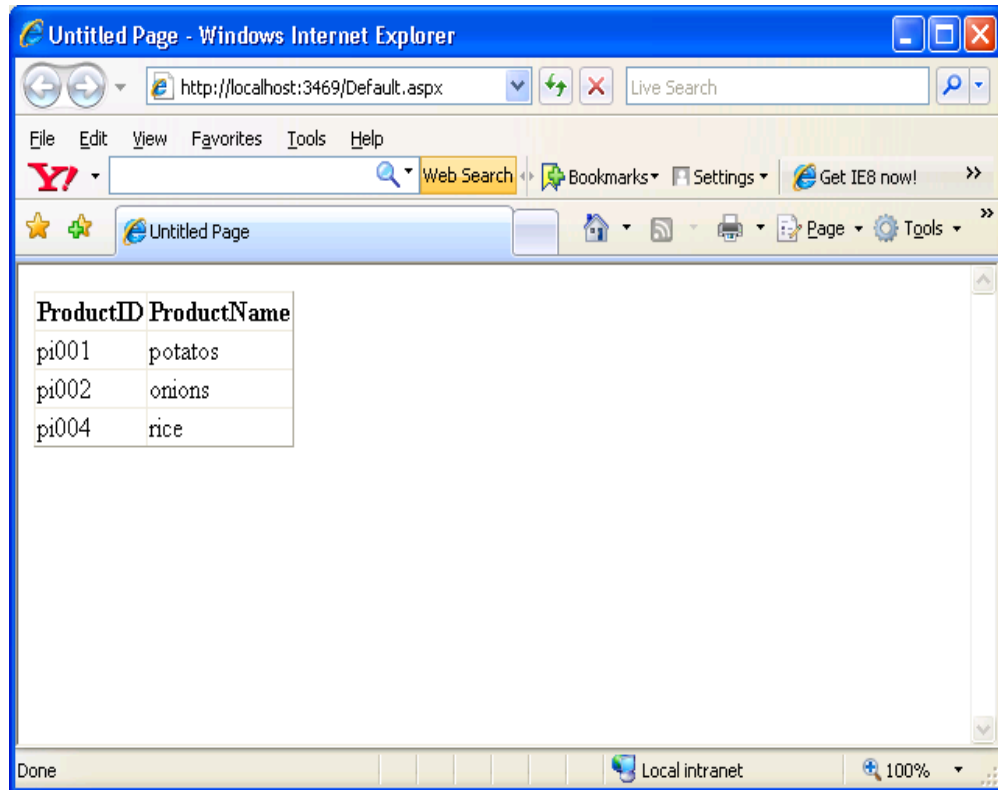 Untitled Page - Windows Internet Explorer
http://localhost:3469/Default.aspx
Live Search
File Edit View Favorites Tools Help
Y! Web Search Bookmarks Settings Get IE8 now! »
Untitled Page Page Tools »
ProductID ProductName
pi001 potatos
pi002 onions
pi004 rice
Done Local intranet 100%